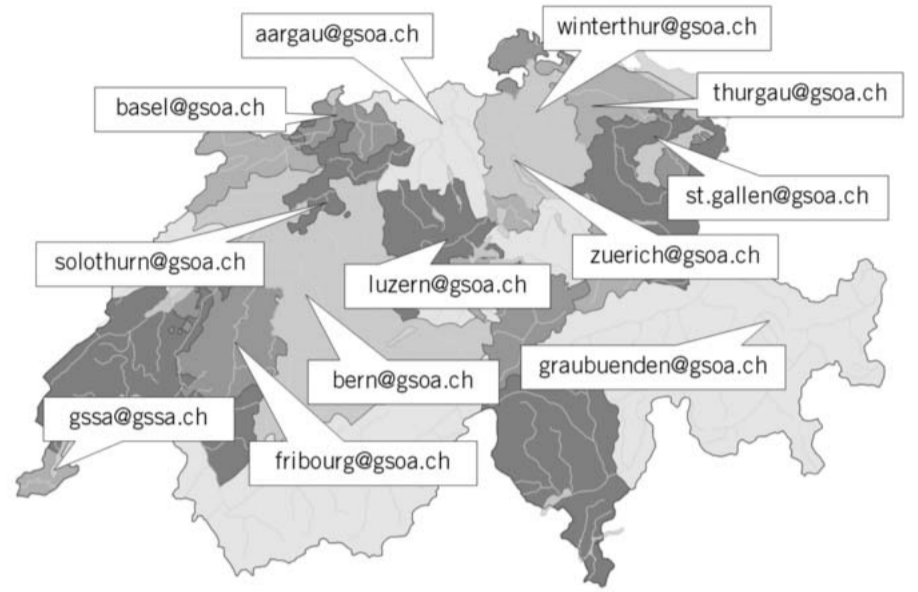 winterthur@gsoa.ch
aargau@gsoa.ch
thurgau@gsoa.ch
basel@gsoa.ch
st.gallen@gsoa.ch
zuerich@gsoa.ch
solothurn@gsoa.ch
luzern@gsoa.ch
graubuenden@gsoa.ch
bern@gsoa.ch
gssa@gssa.ch
fribourg@gsoa.ch